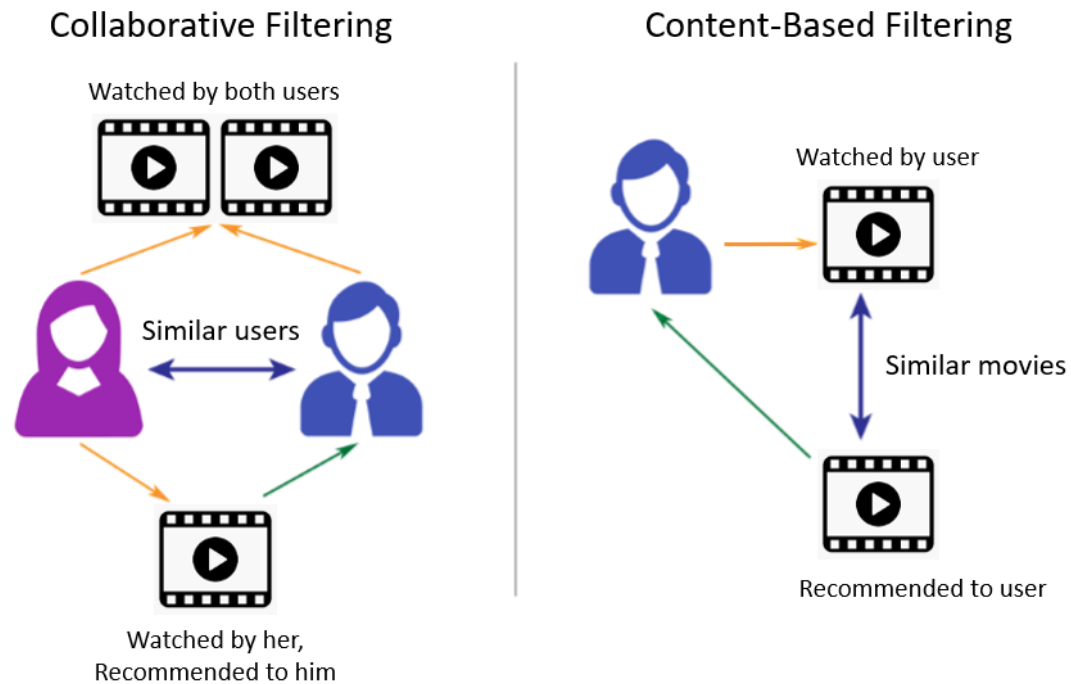 Collaborative Filtering
Watched by both users
Similar users
Watched by her,
Recommended to him
Content-Based Filtering
Watched by user
Similar movies
Recommended to user